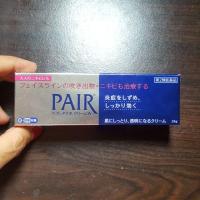 大人のニキビにも
フェイスラインの吹き出物・ニキビも治療する
第2類医薬品
PAIR
炎症をしずめ、
しっかり効く
肌にしっとり、透明になるクリーム
24g